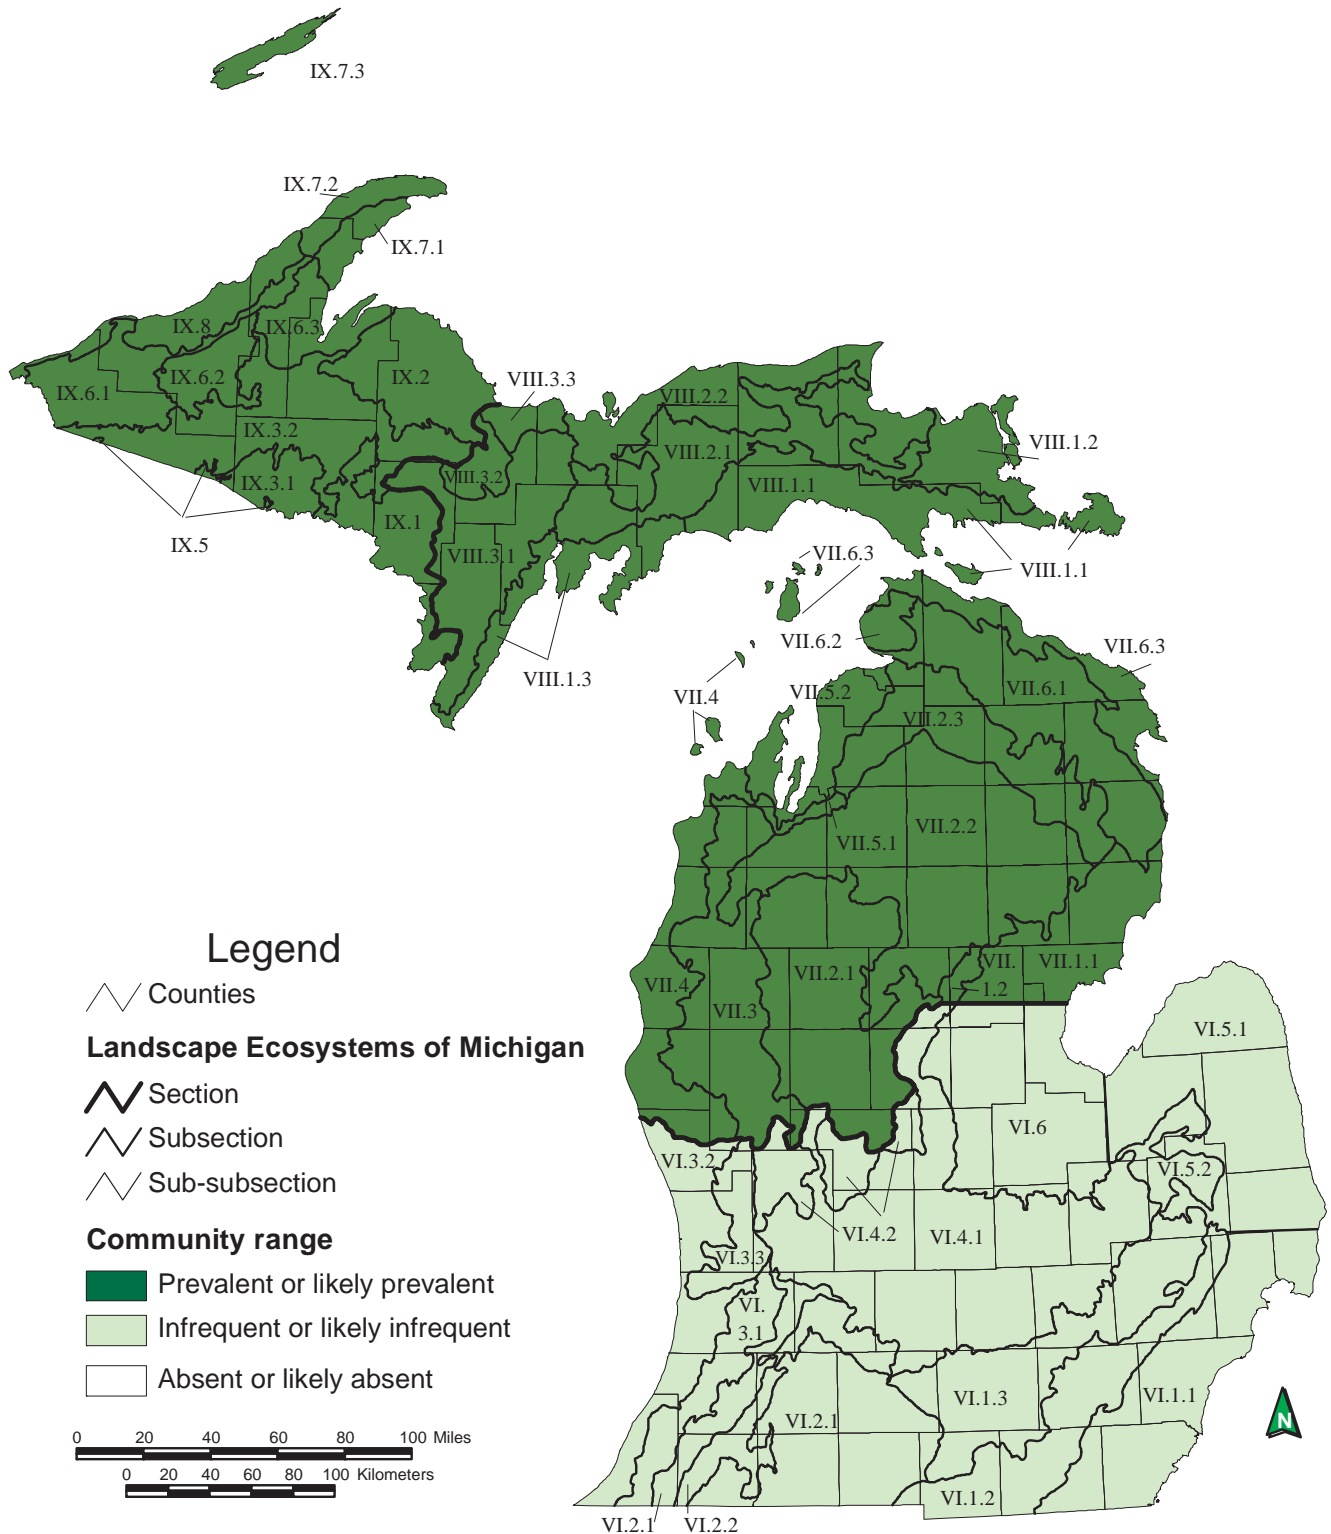 IX.7.3
IX.7.2
IX.7.1
IX.8
IX.6.3
IX.6.2
IX.6.1
IX.2
VIII.3.3
VIII.2.2
IX.3.2
VIII.2.1
VIII.1.2
IX.3.1
VIII.3.2
VIII.1.1
IX.1
IX.5
VIII.3.1
VII.6.3
VIII.1.1
VII.6.2
VII.6.3
VIII.1.3
VII.4
VII.5.2
VII.6.1
VII.2.3
VII.5.1
VII.2.2
VII.4
VII.3
VII.2.1
VII.
1.2
VII.1.1
VI.5.1
VI.6
VI.3.2
VI.5.2
VI.4.2
VI.4.1
VI.3.3
VI.
3.1
VI.2.1
VI.1.3
VI.1.1
VI.1.2
VI.2.1
VI.2.2
Legend
Counties
Landscape Ecosystems of Michigan
Section
Subsection
Sub-subsection
Community range
Prevalent or likely prevalent
Infrequent or likely infrequent
Absent or likely absent
0 20 40 60 80 100 Miles
0 20 40 60 80 100 Kilometers
N